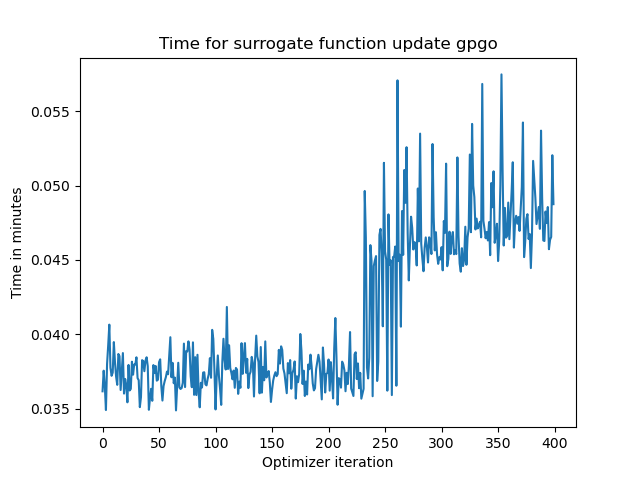 Time for surrogate function update gpgo
0.055
0.050
0.045
0.040
0.035
Time in minutes
0 50 100 150 200 250 300 350 400
Optimizer iteration